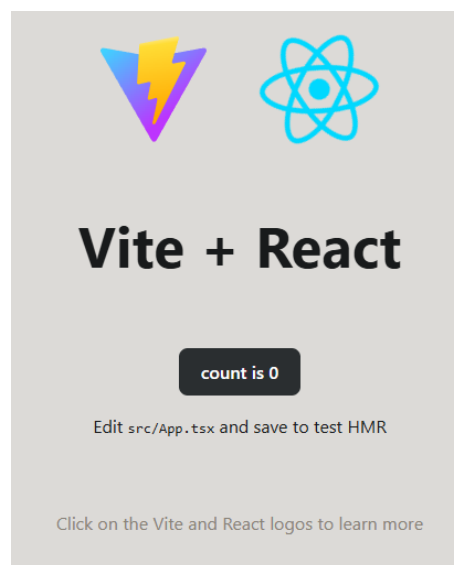 Vite + React
count is 0
Edit src/App.tsx and save to test HMR
Click on the Vite and React logos to learn more